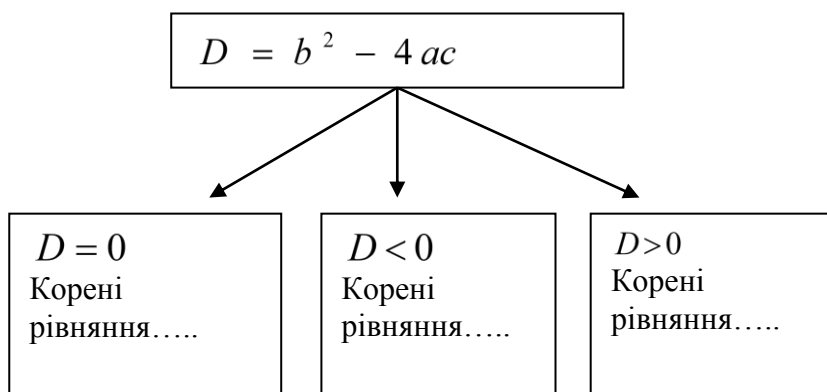 D = b² − 4ac
D = 0
Корені
рівняння…..
D < 0
Корені
рівняння…..
D>0
Корені
рівняння…..